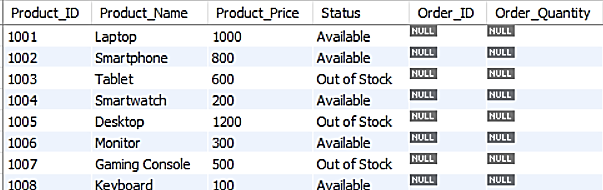 Product_ID Product_Name Product_Price Status Order_ID Order_Quantity
1001 Laptop 1000 Available NULL NULL
1002 Smartphone 800 Available NULL NULL
1003 Tablet 600 Out of Stock NULL NULL
1004 Smartwatch 200 Available NULL NULL
1005 Desktop 1200 Out of Stock NULL NULL
1006 Monitor 300 Available NULL NULL
1007 Gaming Console 500 Out of Stock NULL NULL
1008 Keyboard 100 Available NULL NULL